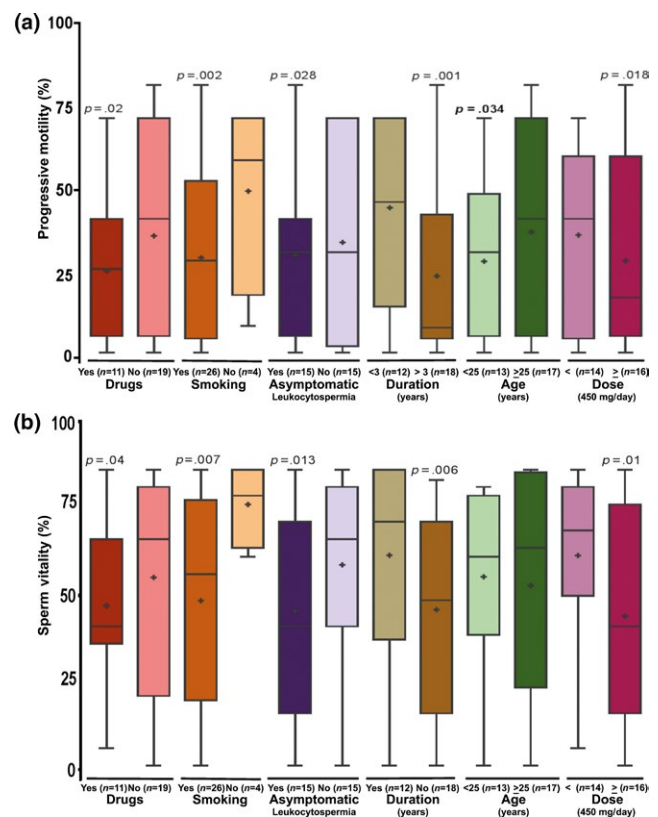 (a)
100
p=.002
p=.028
p=.001
p=.018
p=.02
p=.034
75
50
25
0
Progressive motility (%)
Yes (n=11) No (n=19) Yes (n=26) No (n=4) Yes (n=15) No (n=15) <3 (n=12) > 3 (n=18) <25 (n=13) ≥25 (n=17) < (n=14) ≥ (n=16)
Drugs Smoking Asymptomatic Duration Age Dose
Leukocytospermia (years) (years) (450 mg/day)
(b)
100
p=.04 p=.007 p=.013 p=.006 p=.01
75
50
25
0
Sperm vitality (%)
Yes (n=11) No (n=19) Yes (n=26) No (n=4) Yes (n=15) No (n=15) Yes (n=12) No (n=18) <25 (n=13) ≥25 (n=17) < (n=14) ≥ (n=16)
Drugs Smoking Asymptomatic Duration Age Dose
Leukocytospermia (years) (years) (450 mg/day)